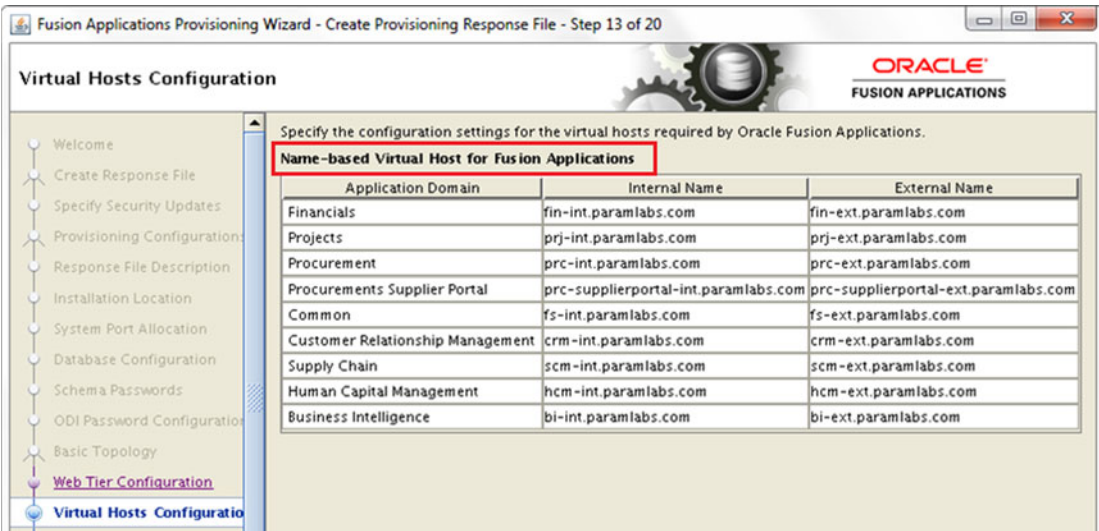 Fusion Applications Provisioning Wizard - Create Provisioning Response File - Step 13 of 20
Virtual Hosts Configuration
ORACLE
FUSION APPLICATIONS
Welcome
Create Response File
Specify Security Updates
Provisioning Configurations
Response File Description
Installation Location
System Port Allocation
Database Configuration
Schema Passwords
ODI Password Configuration
Basic Topology
Web Tier Configuration
Virtual Hosts Configuratio
Specify the configuration settings for the virtual hosts required by Oracle Fusion Applications.
Name-based Virtual Host for Fusion Applications
Application Domain Internal Name External Name
Financials fin-int.paramlabs.com fin-ext.paramlabs.com
Projects prj-int.paramlabs.com prj-ext.paramlabs.com
Procurement prc-int.paramlabs.com prc-ext.paramlabs.com
Procurements Supplier Portal prc-supplierportal-int.paramlabs.com prc-supplierportal-ext.paramlabs.com
Common fs-int.paramlabs.com fs-ext.paramlabs.com
Customer Relationship Management crm-int.paramlabs.com crm-ext.paramlabs.com
Supply Chain scm-int.paramlabs.com scm-ext.paramlabs.com
Human Capital Management hcm-int.paramlabs.com hcm-ext.paramlabs.com
Business Intelligence bi-int.paramlabs.com bi-ext.paramlabs.com